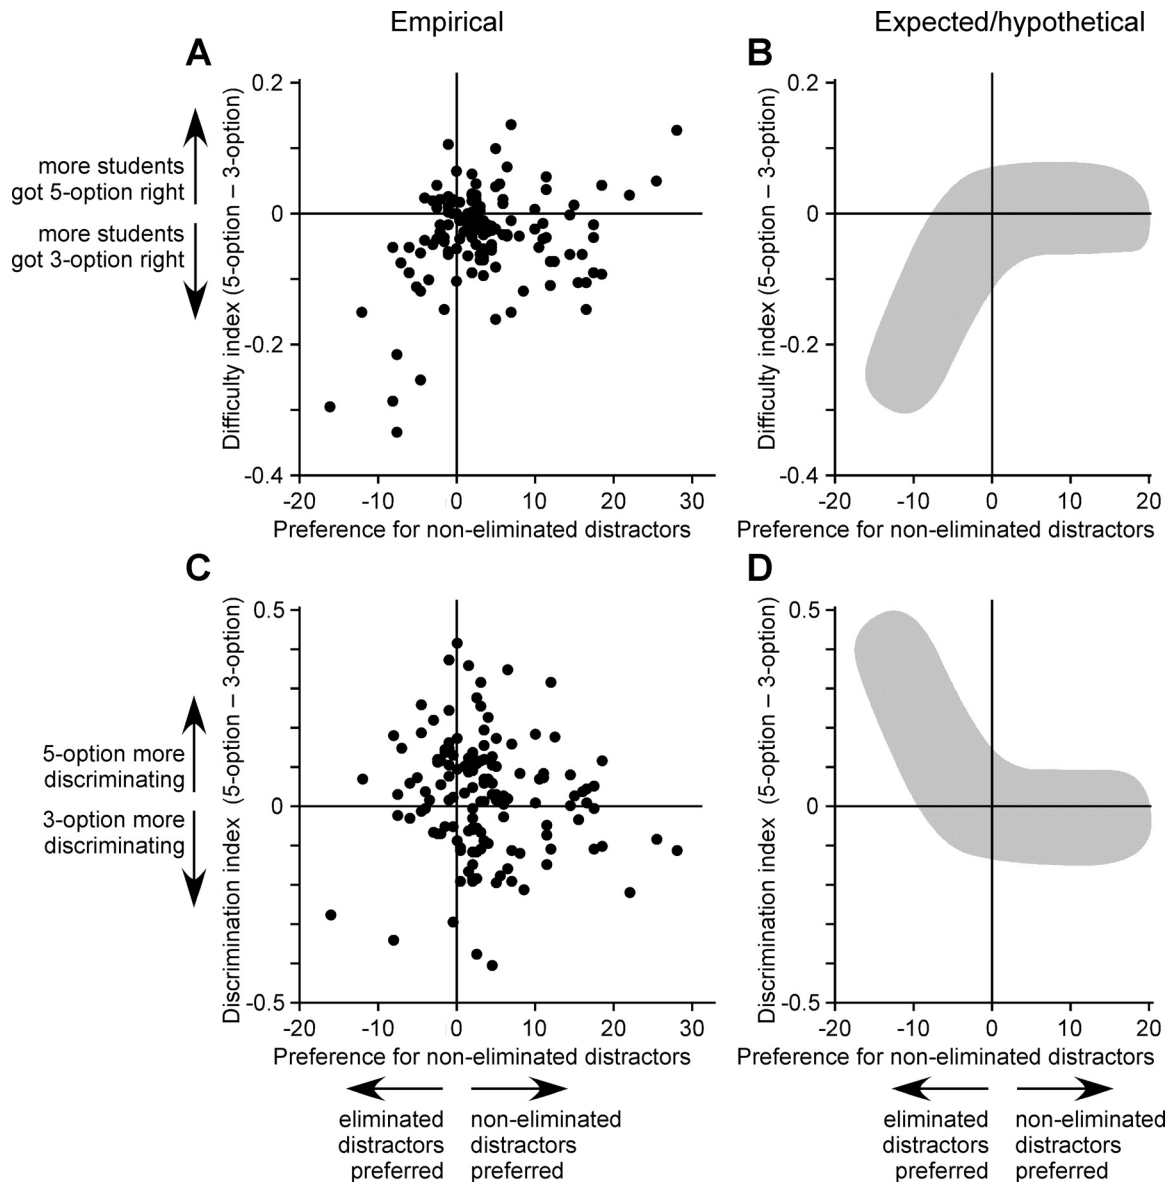 Empirical
Expected/hypothetical
A
B
more students
got 5-option right
more students
got 3-option right
Difficulty index (5-option – 3-option)
0.2
0
-0.2
-0.4
-20 -10 0 10 20 30
Preference for non-eliminated distractors
Difficulty index (5-option – 3-option)
0.2
0
-0.2
-0.4
-20 -10 0 10 20
Preference for non-eliminated distractors
C
D
5-option more
discriminating
3-option more
discriminating
Discrimination index (5-option – 3-option)
0.5
0
-0.5
-20 -10 0 10 20 30
Preference for non-eliminated distractors
eliminated
distractors
preferred
non-eliminated
distractors
preferred
Discrimination index (5-option – 3-option)
0.5
0
-0.5
-20 -10 0 10 20
Preference for non-eliminated distractors
eliminated
distractors
preferred
non-eliminated
distractors
preferred